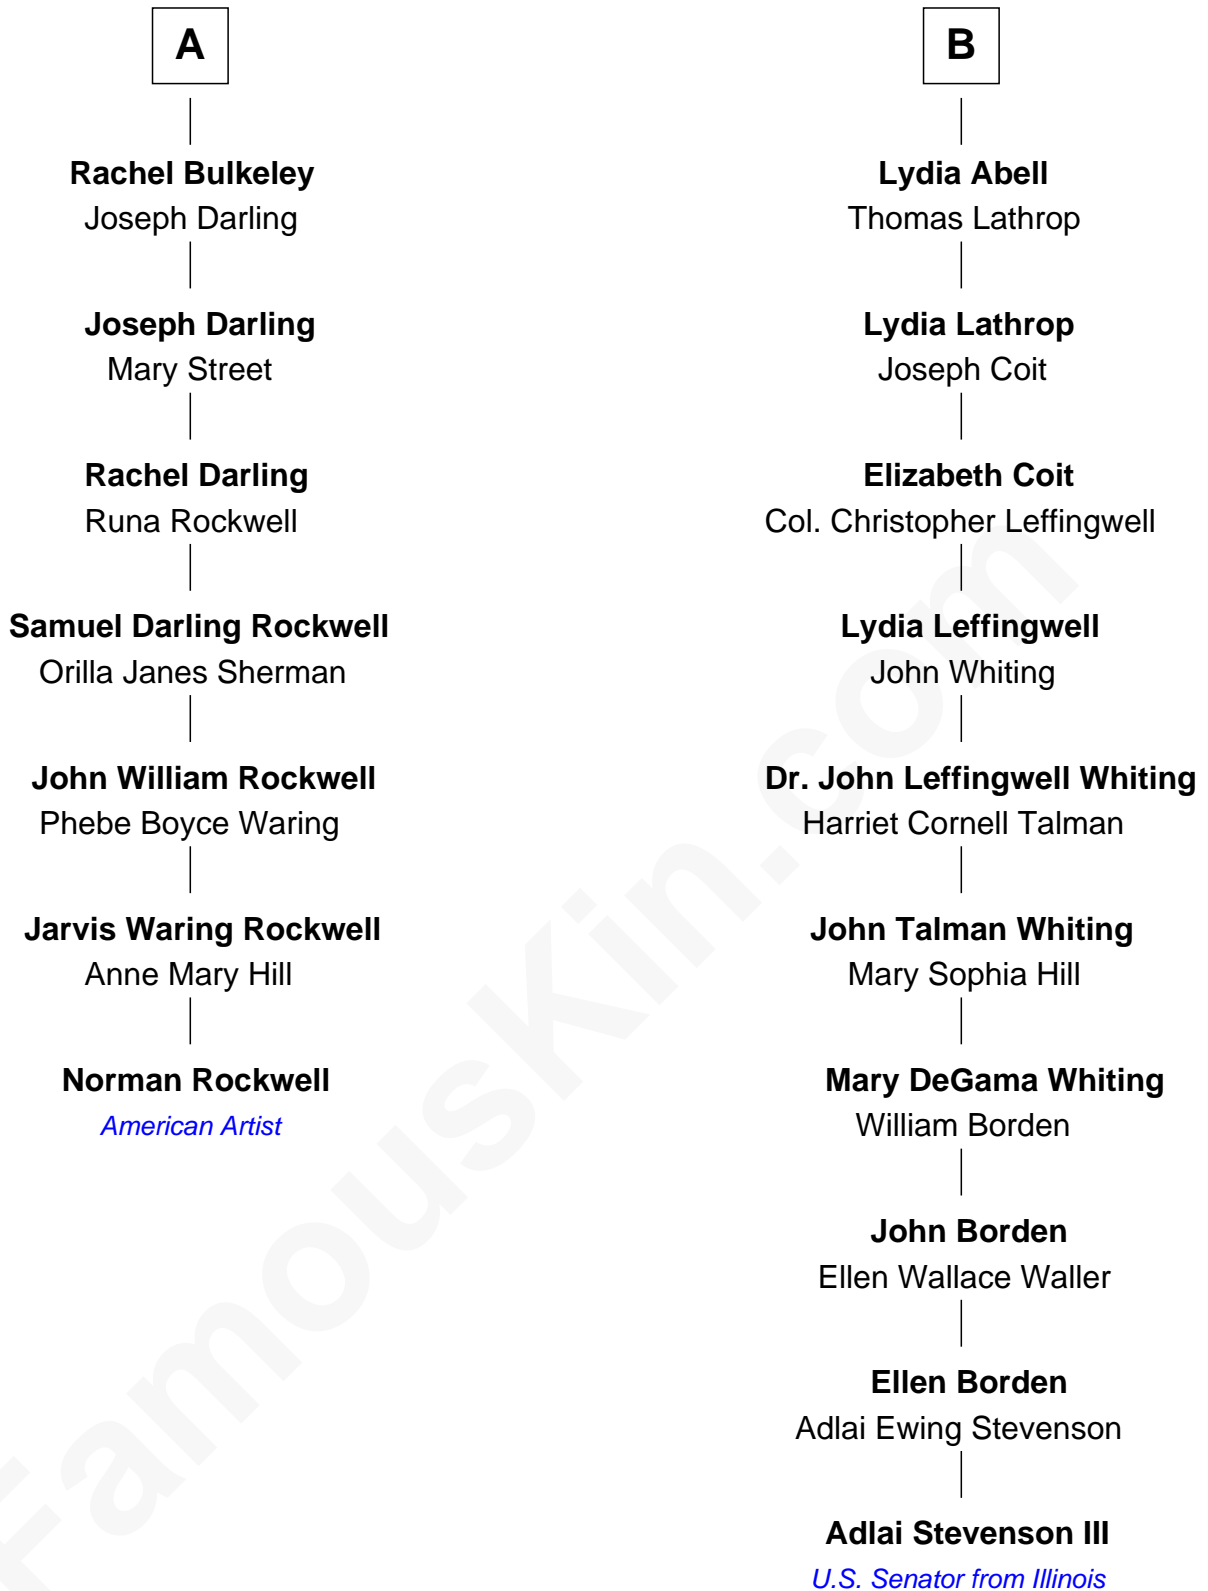 A
Rachel Bulkeley
Joseph Darling
Joseph Darling
Mary Street
Rachel Darling
Runa Rockwell
Samuel Darling Rockwell
Orilla Janes Sherman
John William Rockwell
Phebe Boyce Waring
Jarvis Waring Rockwell
Anne Mary Hill
Norman Rockwell
American Artist
B
Lydia Abell
Thomas Lathrop
Lydia Lathrop
Joseph Coit
Elizabeth Coit
Col. Christopher Leffingwell
Lydia Leffingwell
John Whiting
Dr. John Leffingwell Whiting
Harriet Cornell Talman
John Talman Whiting
Mary Sophia Hill
Mary DeGama Whiting
William Borden
John Borden
Ellen Wallace Waller
Ellen Borden
Adlai Ewing Stevenson
Adlai Stevenson III
U.S. Senator from Illinois
FamousKin.com